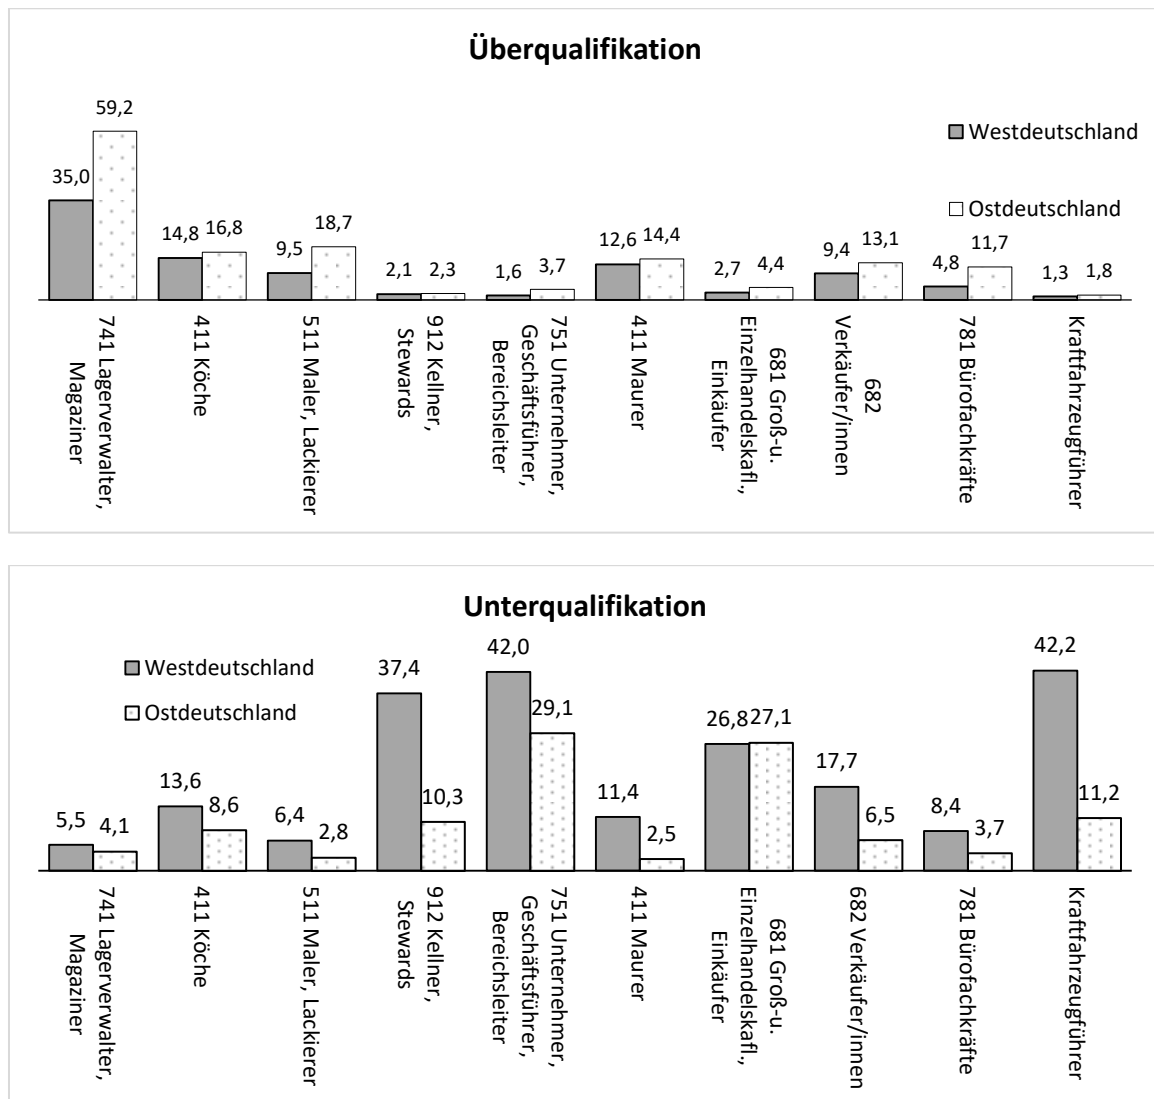 Überqualifikation
59,2
35,0
14,8
16,8
9,5
18,7
2,1
2,3
1,6
3,7
12,6
14,4
2,7
4,4
9,4
13,1
4,8
11,7
1,3
1,8
Westdeutschland
Ostdeutschland
741 Lagerverwalter,
Magaziner
411 Köche
511 Maler, Lackierer
912 Kellner,
Stewards
751 Unternehmer,
Geschäftsführer,
Bereichsleiter
411 Maurer
681 Groß-u.
Einzelhandelskafl.,
Einkäufer
682
Verkäufer/innen
781 Bürofachkräfte
Kraftfahrzeugführer
Unterqualifikation
Westdeutschland
Ostdeutschland
5,5
4,1
13,6
8,6
6,4
2,8
37,4
10,3
42,0
29,1
11,4
2,5
26,8
27,1
17,7
6,5
8,4
3,7
42,2
11,2
741 Lagerverwalter,
Magaziner
411 Köche
511 Maler, Lackierer
912 Kellner,
Stewards
751 Unternehmer,
Geschäftsführer,
Bereichsleiter
411 Maurer
681 Groß-u.
Einzelhandelskafl.,
Einkäufer
682 Verkäufer/innen
781 Bürofachkräfte
Kraftfahrzeugführer